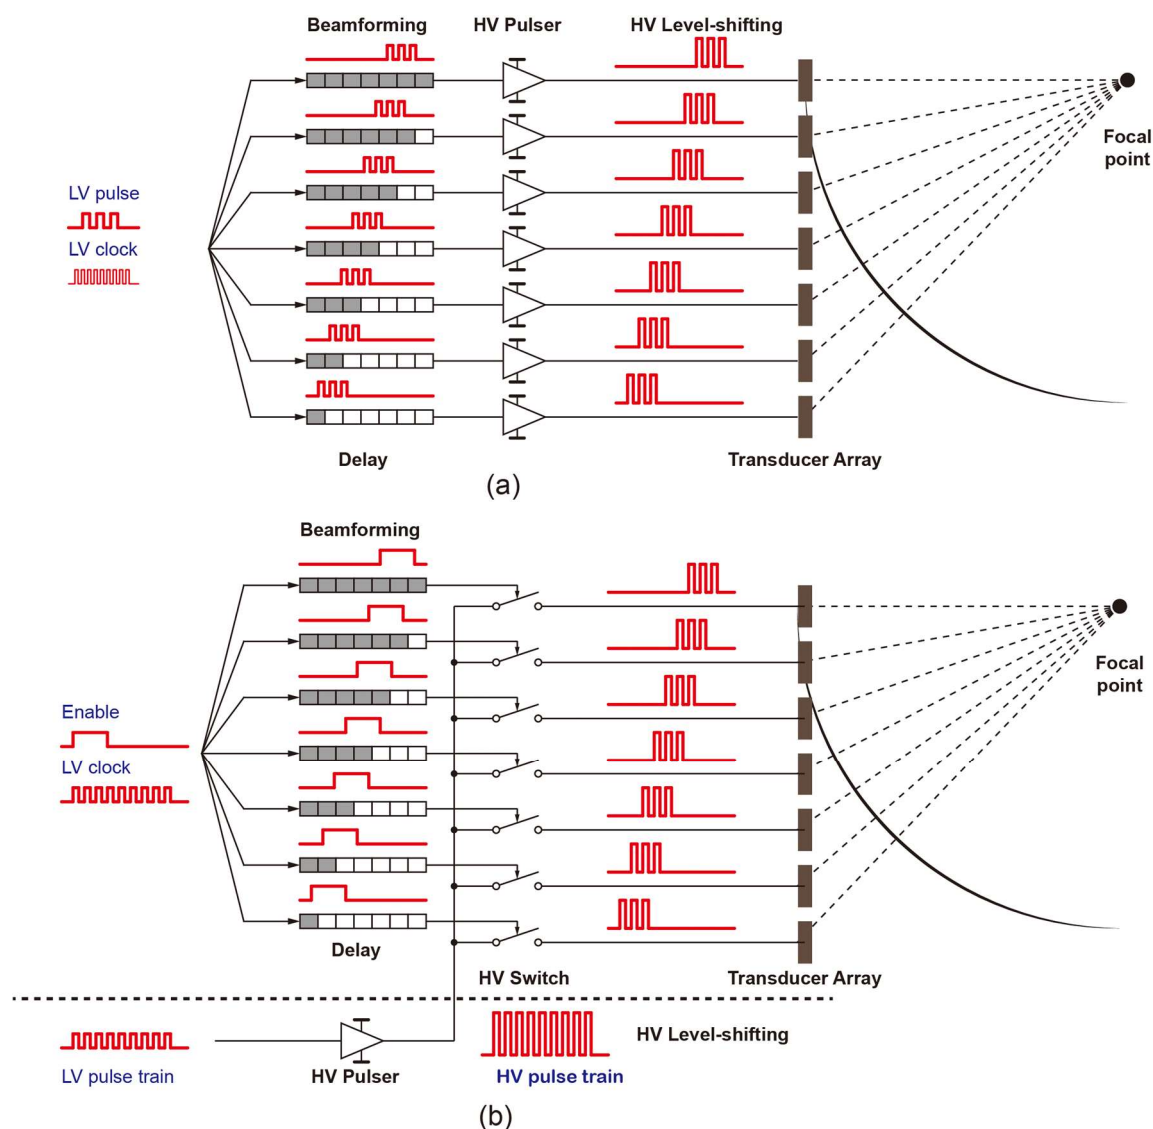 Beamforming
HV Pulser
HV Level-shifting
Focal
point
LV pulse
LV clock
Delay
Transducer Array
(a)
Beamforming
Focal
point
Enable
LV clock
Delay
HV Switch
Transducer Array
HV Level-shifting
LV pulse train
HV Pulser
HV pulse train
(b)